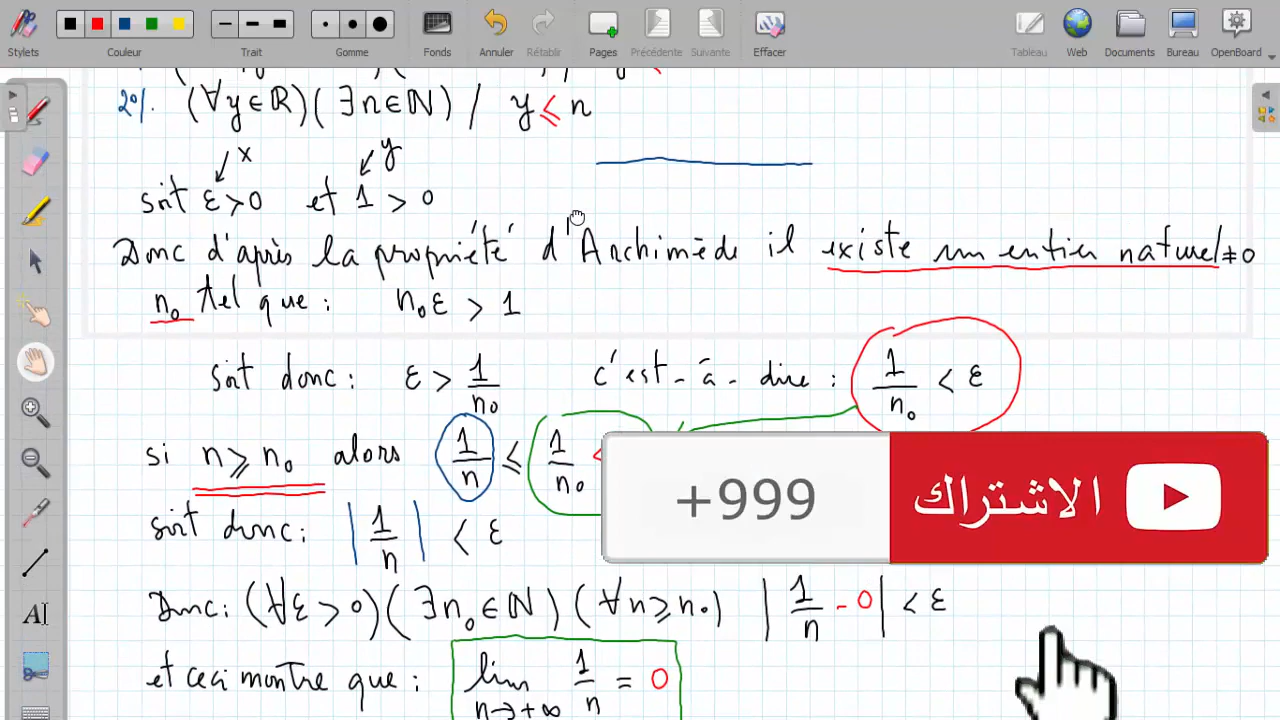 Stylets Couleur Trait Gomme Fonds Annuler Rétablir Pages Précédente Suivante Effacer Tableau Web Documents Bureau OpenBoard
2°/. (∀y∈ℝ)(∃n∈ℕ) / y ≤ n
x y
soit ε > 0 et 1 > 0
Donc d'après la propriété d'Archimède il existe un entier naturel ≠ 0
n₀ tel que : n₀ε > 1
soit donc : ε > 1/n₀ c'est-à-dire : 1/n₀ < ε
si n ≥ n₀ alors 1/n ≤ 1/n₀ <
+999 الاشتراك
soit donc : |1/n| < ε
Donc : (∀ε > 0)(∃n₀∈ℕ)(∀n ≥ n₀) |1/n - 0| < ε
et ceci montre que : lim n→+∞ 1/n = 0